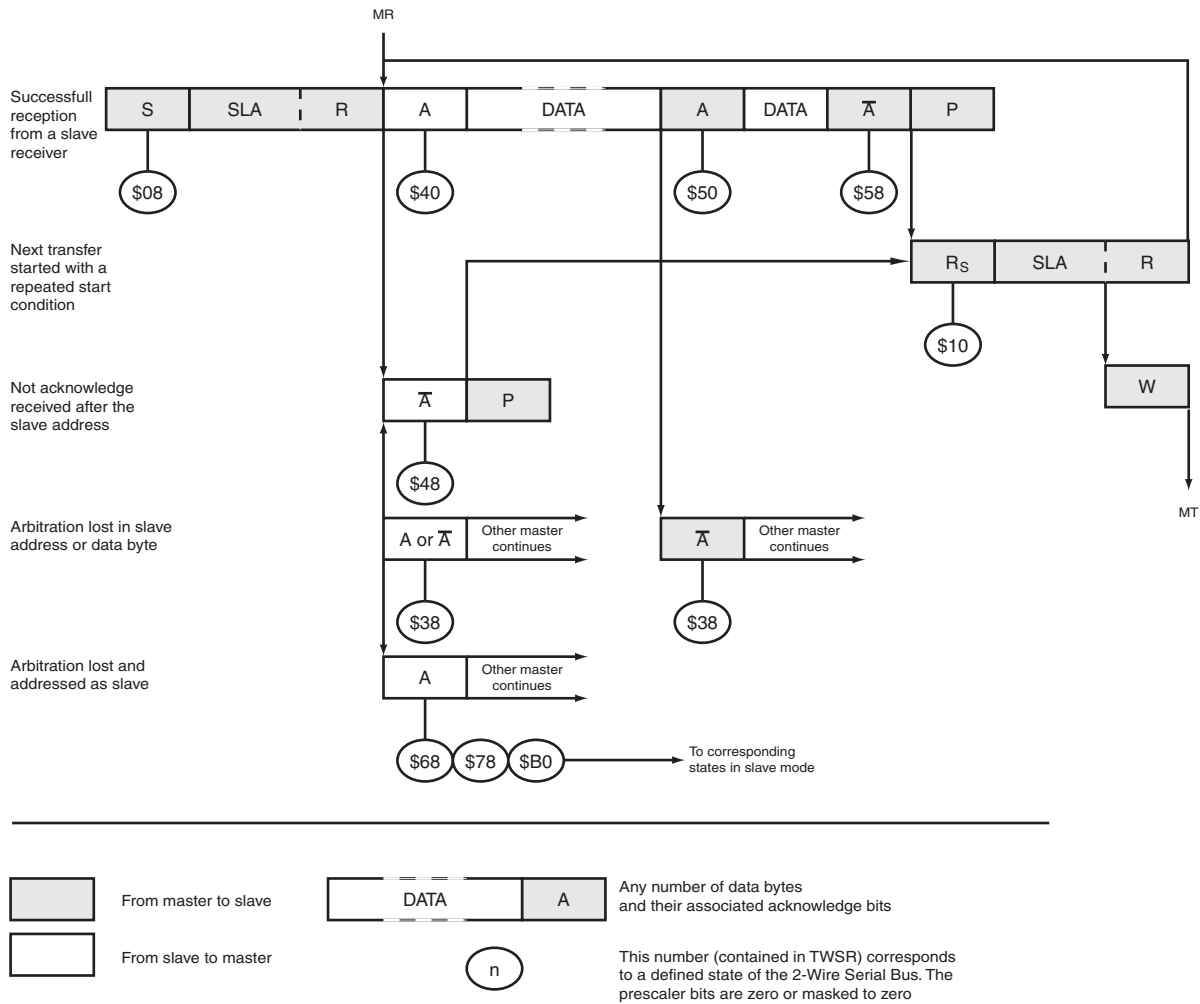 MR
Successfull
reception
from a slave
receiver
S SLA R A DATA A DATA A̅ P
$08 $40 $50 $58
Next transfer
started with a
repeated start
condition
RS SLA R
$10
Not acknowledge
received after the
slave address
A̅ P
W
$48
MT
Arbitration lost in slave
address or data byte
A or A̅
Other master
continues
A̅
Other master
continues
$38 $38
Arbitration lost and
addressed as slave
A
Other master
continues
$68 $78 $B0
To corresponding
states in slave mode
From master to slave
DATA A
Any number of data bytes
and their associated acknowledge bits
From slave to master
n
This number (contained in TWSR) corresponds
to a defined state of the 2-Wire Serial Bus. The
prescaler bits are zero or masked to zero